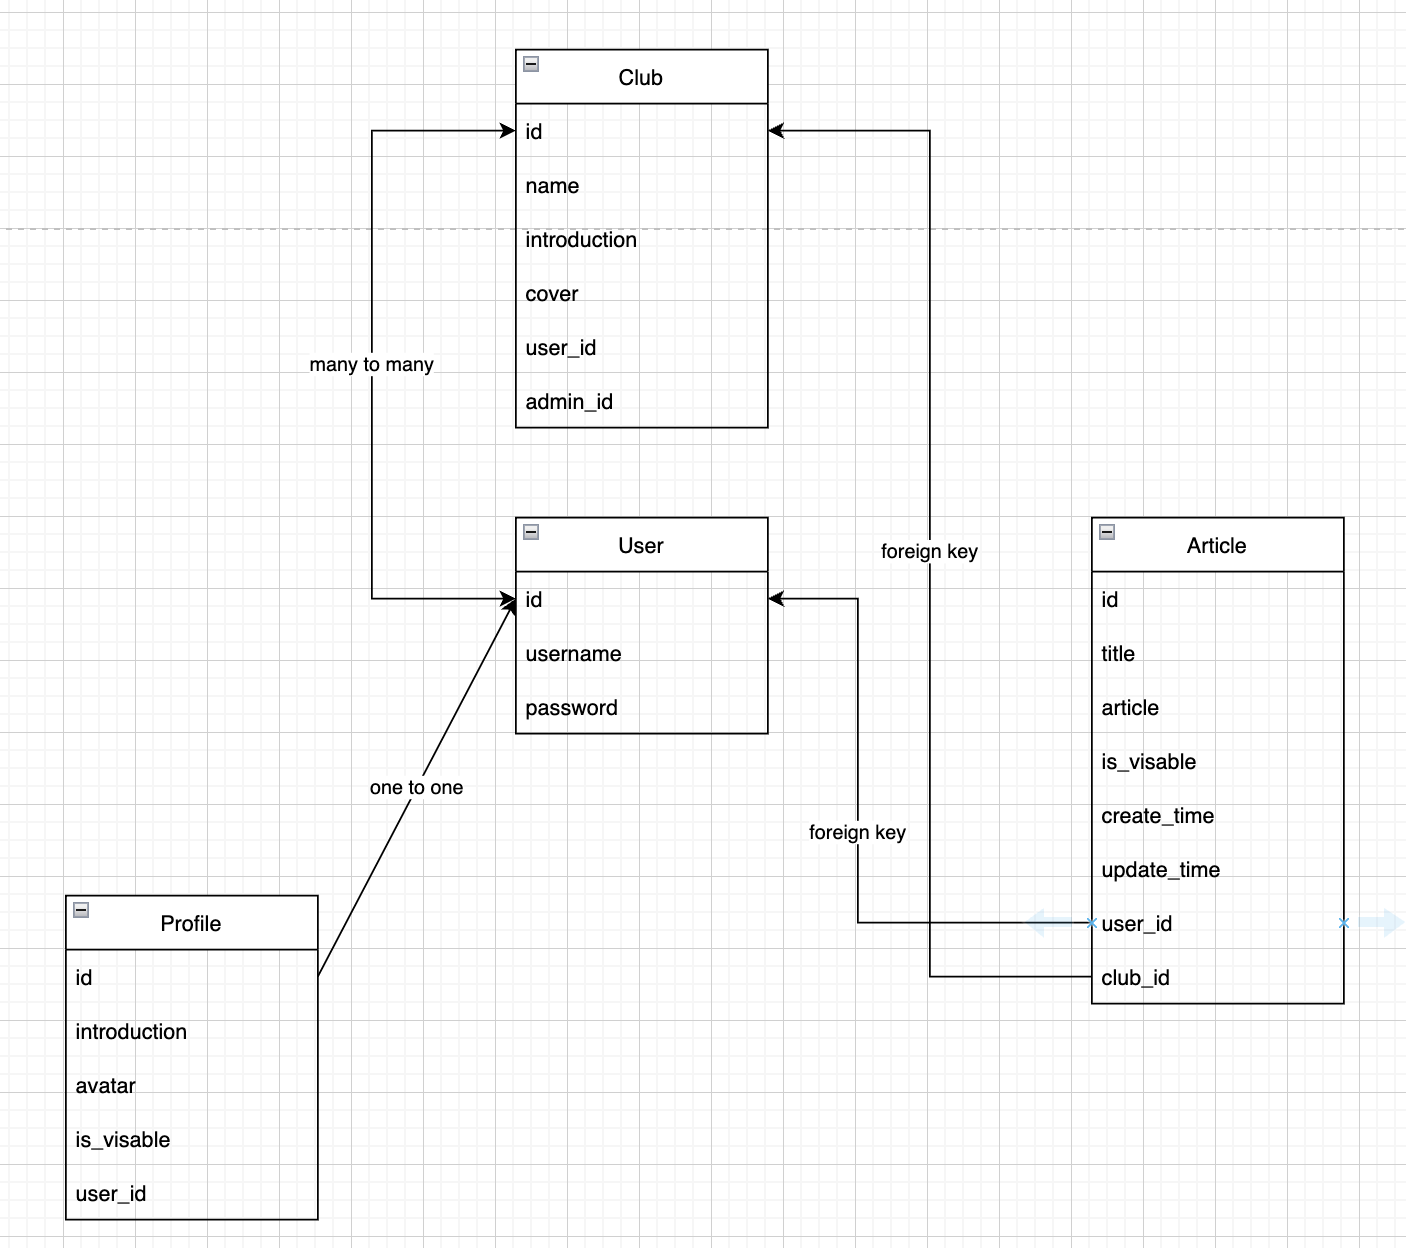 Club
id
name
introduction
cover
user_id
admin_id
many to many
User
id
username
password
foreign key
Article
id
title
article
is_visable
create_time
update_time
user_id
club_id
foreign key
one to one
Profile
id
introduction
avatar
is_visable
user_id